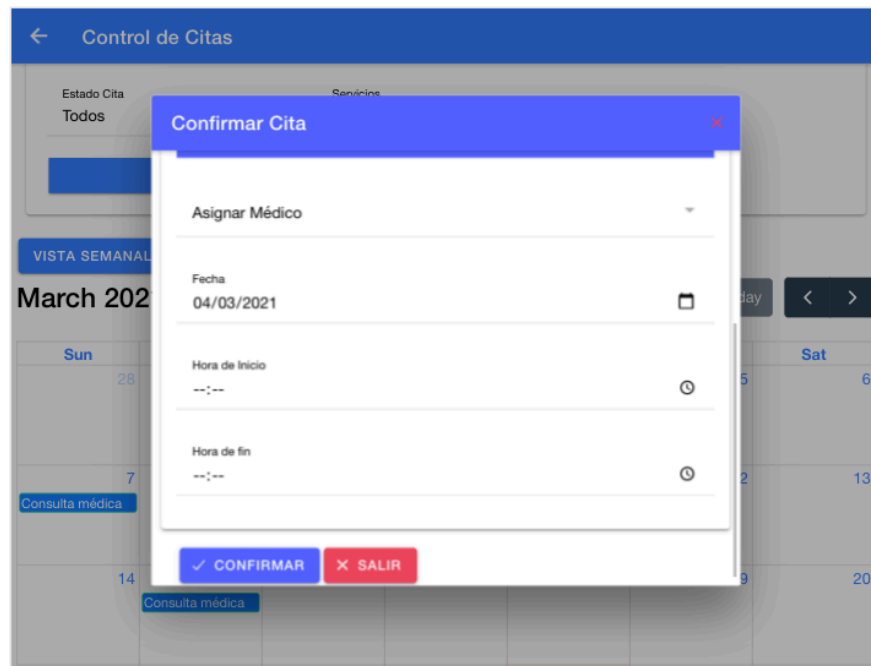 Control de Citas
Estado Cita
Servicios
Todos
Confirmar Cita
Asignar Médico
VISTA SEMANAL
Fecha
04/03/2021
March 202
day
Sun
Sat
Hora de Inicio
--:--
28
5
6
Hora de fin
--:--
7
2
13
Consulta médica
CONFIRMAR
SALIR
14
9
20
Consulta médica